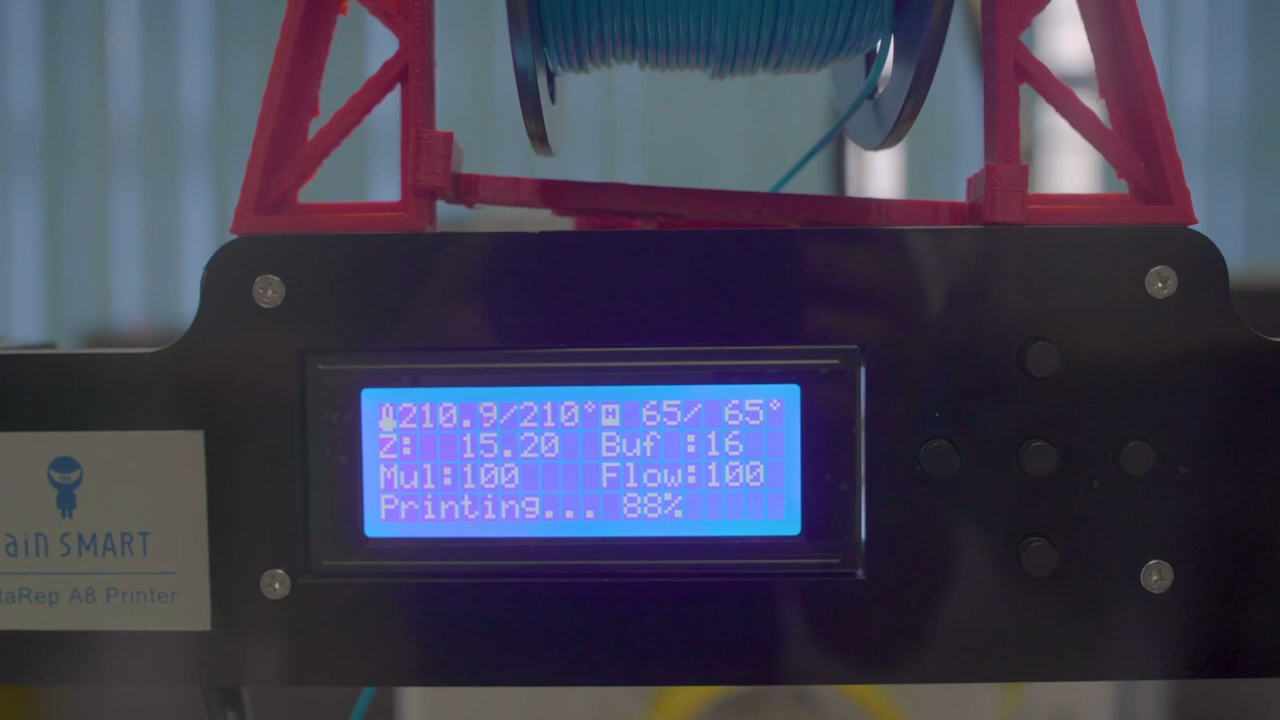 210.9/210° 65/ 65°
Z: 15.20 Buf :16
Mul:100 Flow:100
Printing... 88%
ain SMART
taRep A8 Printer